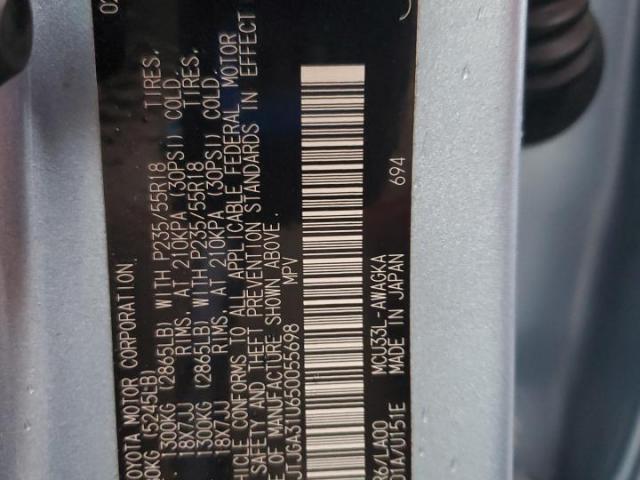 02
TOYOTA MOTOR CORPORATION
00KG (5245LB)
1300KG (2865LB) WITH P235/55R18 TIRES,
18X7JJ RIMS, AT 210KPA (30PSI) COLD.
1300KG (2865LB) WITH P235/55R18 TIRES,
18X7JJ RIMS, AT 210KPA (30PSI) COLD.
HICLE CONFORMS TO ALL APPLICABLE FEDERAL MOTOR
SAFETY AND THEFT PREVENTION STANDARDS IN EFFECT
E OF MANUFACTURE SHOWN ABOVE.
JTJGA31U650055698 MPV
R6/LA00 MCU33L-AWAGKA
01A/U151E MADE IN JAPAN 694